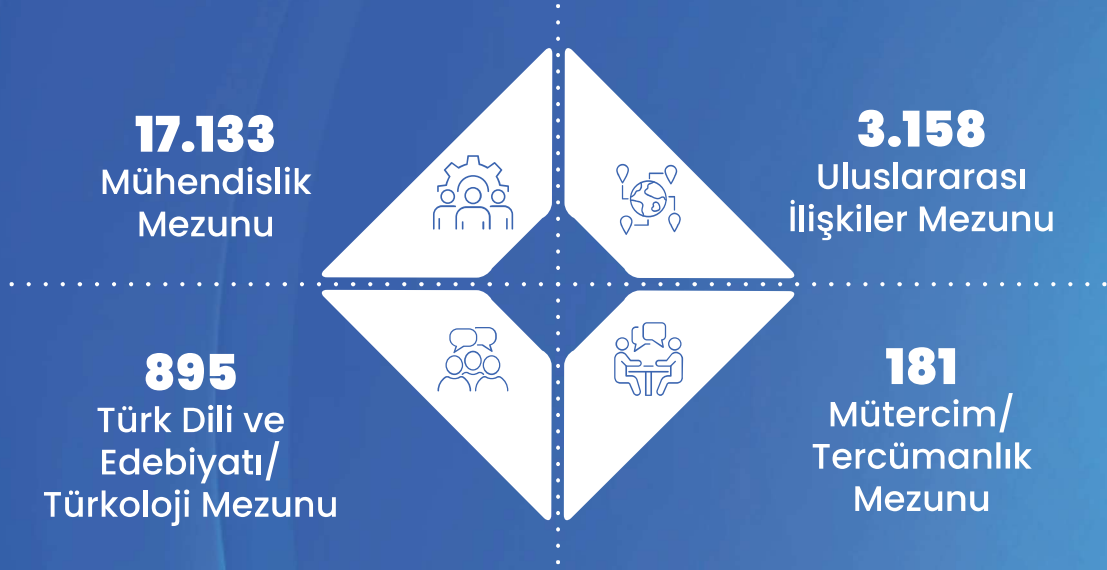 17.133
Mühendislik
Mezunu
3.158
Uluslararası
İlişkiler Mezunu
895
Türk Dili ve
Edebiyatı/
Türkoloji Mezunu
181
Mütercim/
Tercümanlık
Mezunu